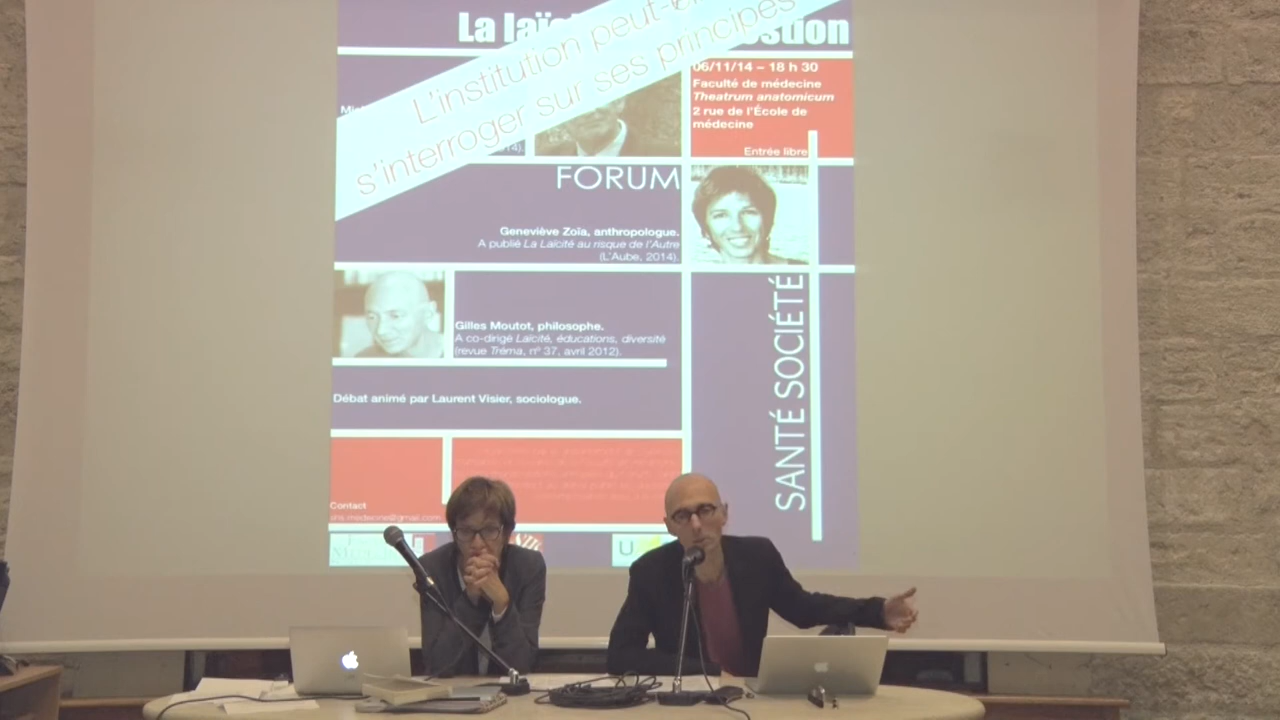 La laï
stion
L'institution peut-
s'interroger sur ses principes
06/11/14 – 18 h 30
Faculté de médecine
Theatrum anatomicum
2 rue de l'École de
médecine
Entrée libre
14).
FORUM
Geneviève Zoïa, anthropologue.
A publié La Laïcité au risque de l'Autre
(L'Aube, 2014).
Gilles Moutot, philosophe.
A co-dirigé Laïcité, éducations, diversité
(revue Tréma, nº 37, avril 2012).
Débat animé par Laurent Visier, sociologue.
SANTÉ SOCIÉTÉ
Contact